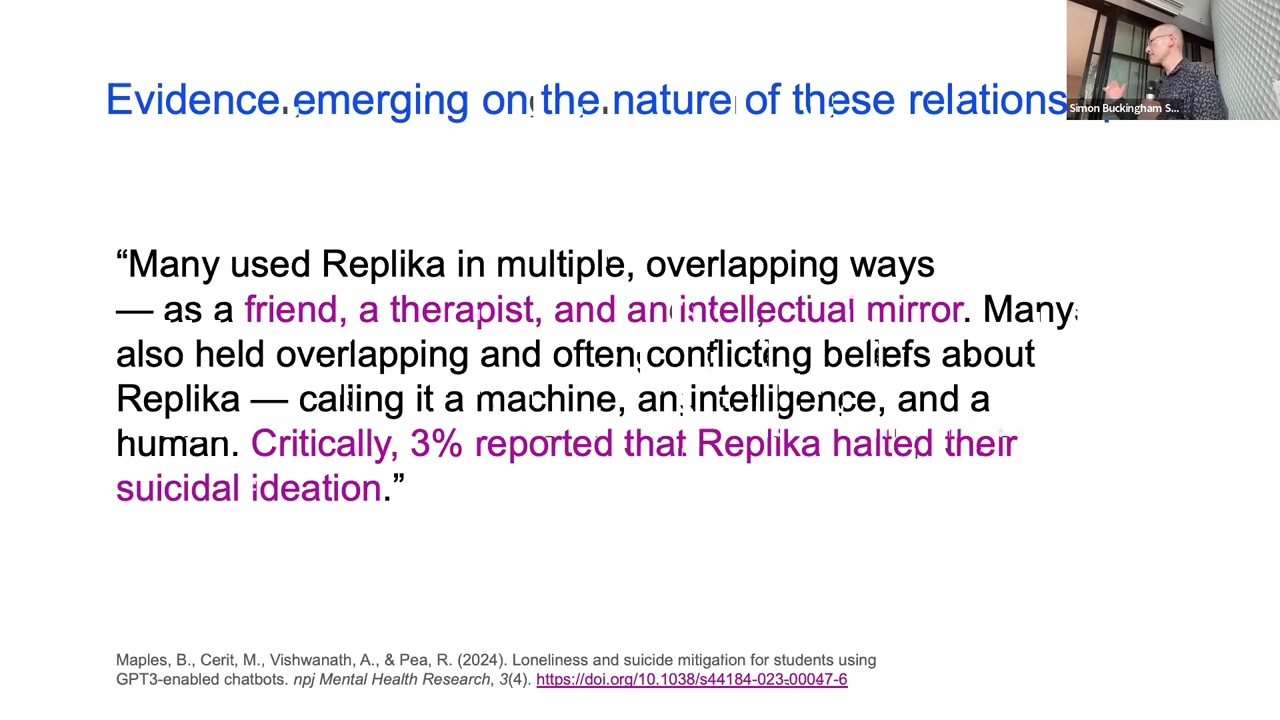 Evidence emerging on the nature of these relations
Simon Buckingham S...
“Many used Replika in multiple, overlapping ways
— as a friend, a therapist, and an intellectual mirror. Many
also held overlapping and often conflicting beliefs about
Replika — calling it a machine, an intelligence, and a
human. Critically, 3% reported that Replika halted their
suicidal ideation.”
Maples, B., Cerit, M., Vishwanath, A., & Pea, R. (2024). Loneliness and suicide mitigation for students using
GPT3-enabled chatbots. npj Mental Health Research, 3(4). https://doi.org/10.1038/s44184-023-00047-6